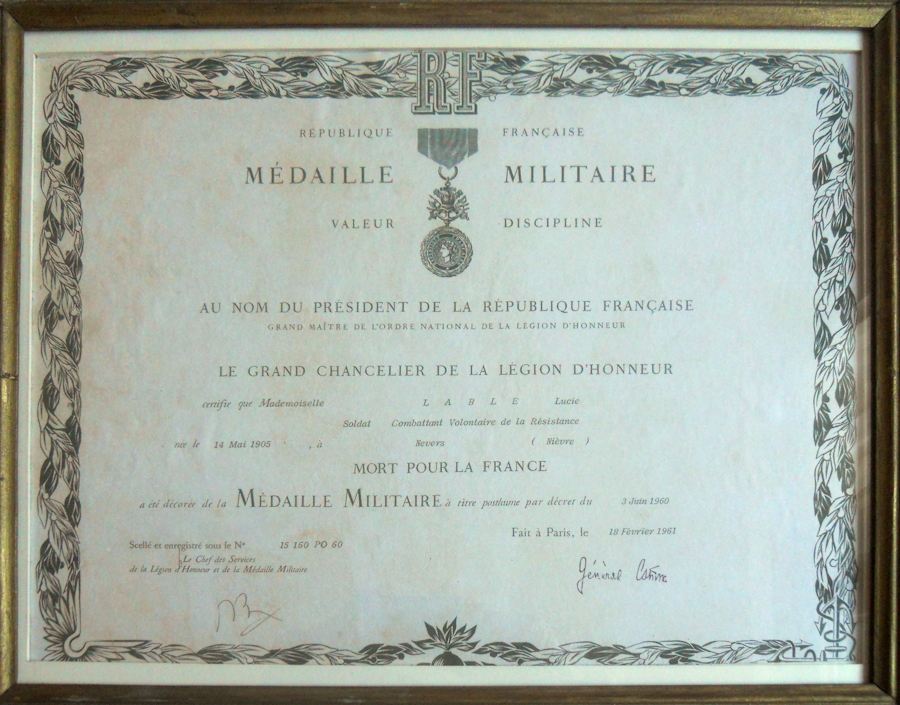 RF
RÉPUBLIQUE FRANÇAISE
MÉDAILLE MILITAIRE
VALEUR DISCIPLINE
AU NOM DU PRÉSIDENT DE LA RÉPUBLIQUE FRANÇAISE
GRAND MAÎTRE DE L'ORDRE NATIONAL DE LA LÉGION D'HONNEUR
LE GRAND CHANCELIER DE LA LÉGION D'HONNEUR
certifie que Mademoiselle L A B L E Lucie
Soldat Combattant Volontaire de la Résistance
née le 14 Mai 1905 , à Nevers ( Nièvre )
MORT POUR LA FRANCE
a été décorée de la MÉDAILLE MILITAIRE à titre posthume par décret du 3 Juin 1960
Fait à Paris, le 18 Février 1961
Scellé et enregistré sous le N° 15 160 PO 60
Le Chef des Services
de la Légion d'Honneur et de la Médaille Militaire
Général Catroux